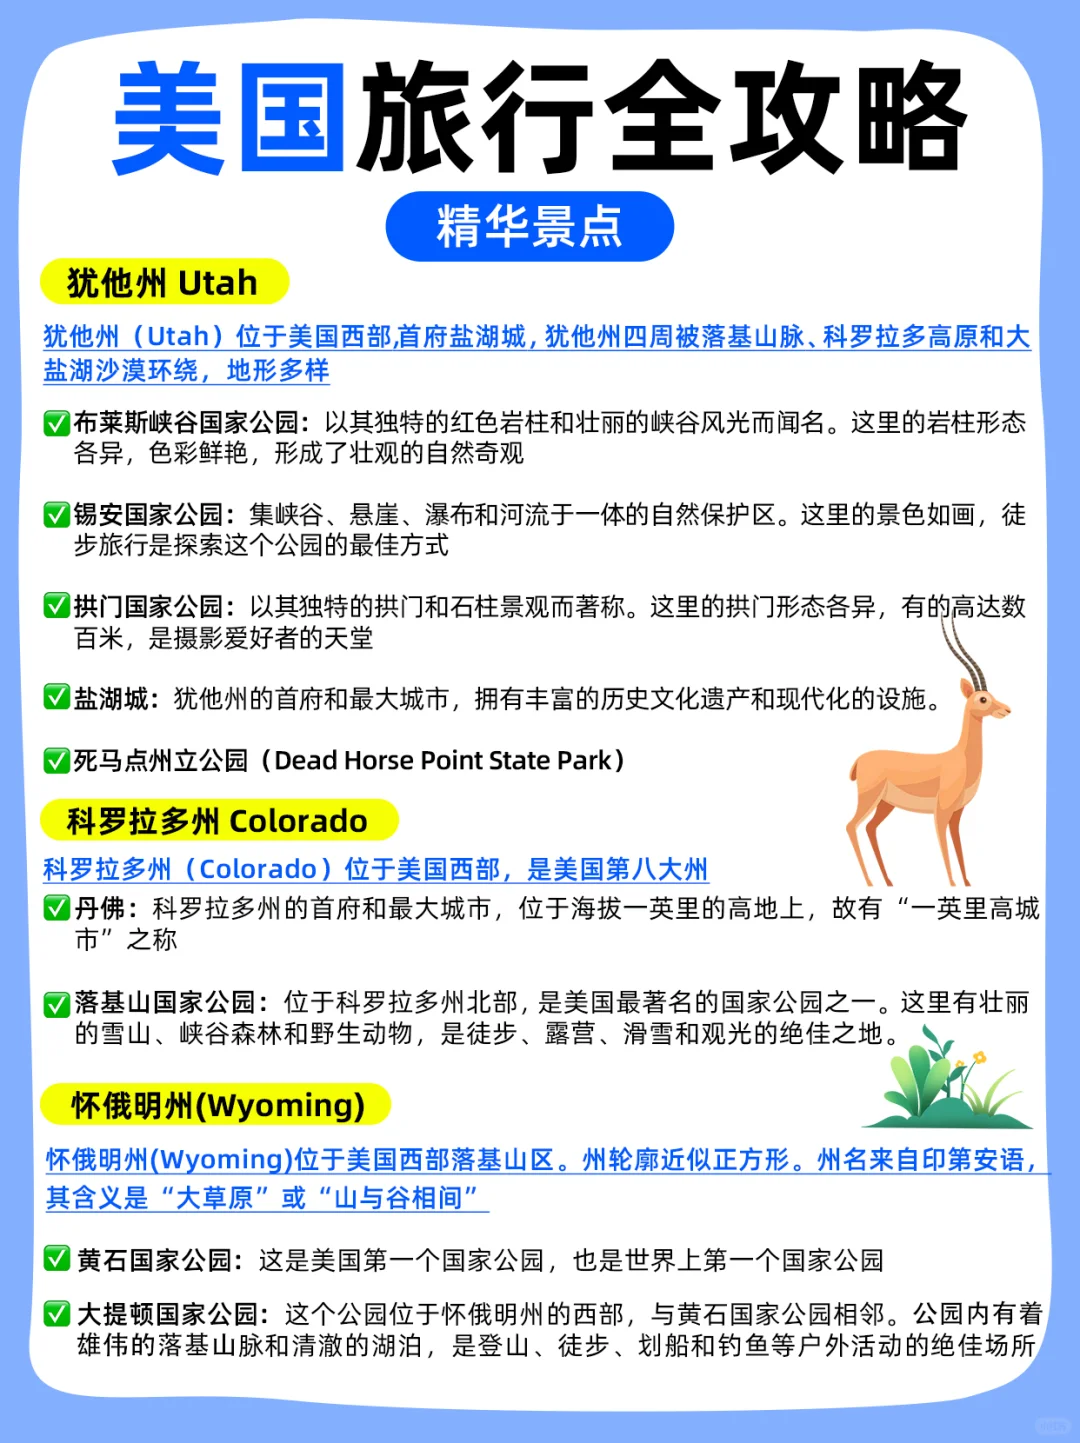 美国旅行全攻略
精华景点
犹他州 Utah
犹他州（Utah）位于美国西部,首府盐湖城,犹他州四周被落基山脉、科罗拉多高原和大
盐湖沙漠环绕，地形多样
布莱斯峡谷国家公园：以其独特的红色岩柱和壮丽的峡谷风光而闻名。这里的岩柱形态
各异，色彩鲜艳，形成了壮观的自然奇观
锡安国家公园：集峡谷、悬崖、瀑布和河流于一体的自然保护区。这里的景色如画，徒
步旅行是探索这个公园的最佳方式
拱门国家公园：以其独特的拱门和石柱景观而著称。这里的拱门形态各异，有的高达数
百米，是摄影爱好者的天堂
盐湖城：犹他州的首府和最大城市，拥有丰富的历史文化遗产和现代化的设施。
死马点州立公园（Dead Horse Point State Park）
科罗拉多州 Colorado
科罗拉多州（Colorado）位于美国西部，是美国第八大州
丹佛：科罗拉多州的首府和最大城市，位于海拔一英里的高地上，故有“一英里高城
市”之称
落基山国家公园：位于科罗拉多州北部，是美国最著名的国家公园之一。这里有壮丽
的雪山、峡谷森林和野生动物，是徒步、露营、滑雪和观光的绝佳之地。
怀俄明州(Wyoming)
怀俄明州(Wyoming)位于美国西部落基山区。州轮廓近似正方形。州名来自印第安语，
其含义是“大草原”或“山与谷相间”
黄石国家公园：这是美国第一个国家公园，也是世界上第一个国家公园
大提顿国家公园：这个公园位于怀俄明州的西部，与黄石国家公园相邻。公园内有着
雄伟的落基山脉和清澈的湖泊，是登山、徒步、划船和钓鱼等户外活动的绝佳场所